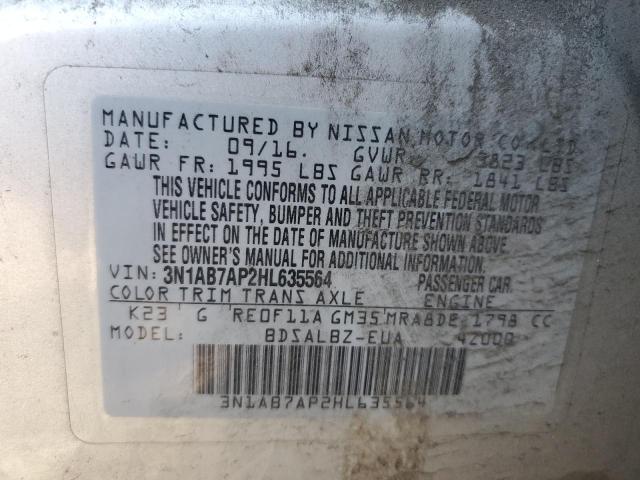 MANUFACTURED BY NISSAN MOTOR CO., LTD.
DATE: 09/16. GVWR 3823 LBS
GAWR FR: 1995 LBS GAWR RR: 1841 LBS
THIS VEHICLE CONFORMS TO ALL APPLICABLE FEDERAL MOTOR
VEHICLE SAFETY, BUMPER AND THEFT PREVENTION STANDARDS
IN EFFECT ON THE DATE OF MANUFACTURE SHOWN ABOVE.
SEE OWNER'S MANUAL FOR ADDITIONAL INFORMATION.
VIN: 3N1AB7AP2HL635564 PASSENGER CAR.
COLOR TRIM TRANS AXLE ENGINE
K23 G RE0F11A GM35 MRA8DE 1798 CC
MODEL: BDSALBZ-EUA 4Z000
3N1AB7AP2HL635564